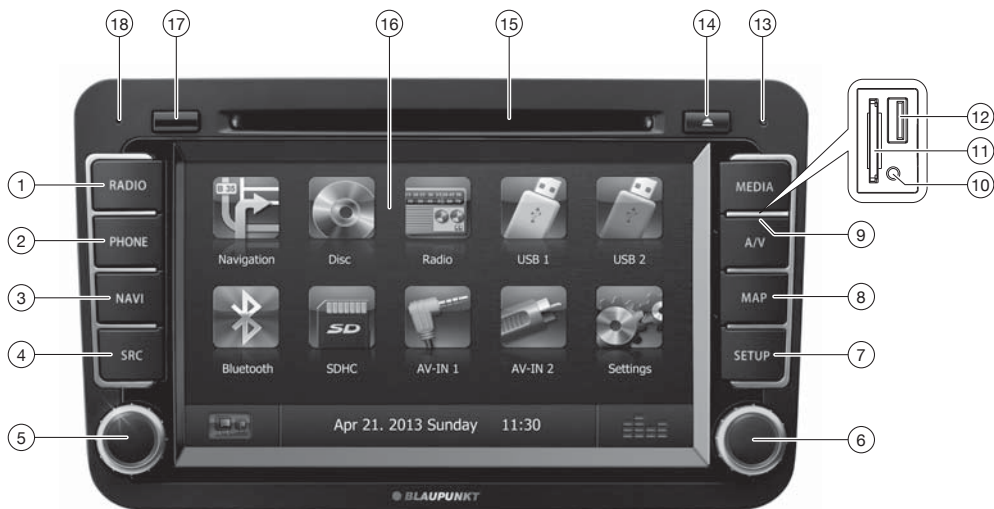 18 17 16 15 14 13
12
11
10
1 RADIO
MEDIA
2 PHONE
9
A/V
3 NAVI
MAP 8
4 SRC
SETUP 7
5
6
Navigation Disc Radio USB 1 USB 2
SD
Bluetooth SDHC AV-IN 1 AV-IN 2 Settings
Apr 21. 2013 Sunday 11:30
BLAUPUNKT